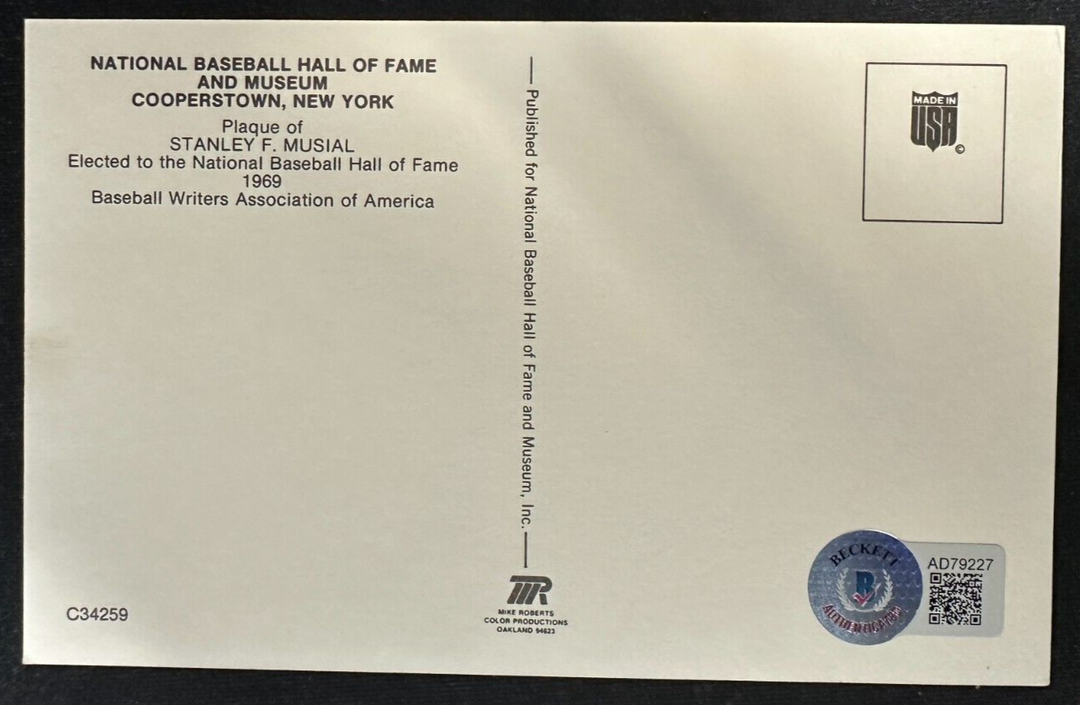 NATIONAL BASEBALL HALL OF FAME
AND MUSEUM
COOPERSTOWN, NEW YORK
Plaque of
STANLEY F. MUSIAL
Elected to the National Baseball Hall of Fame
1969
Baseball Writers Association of America
C34259
Published for National Baseball Hall of Fame and Museum, Inc.
MR
MIKE ROBERTS
COLOR PRODUCTIONS
OAKLAND 94623
MADE IN
USA
©
BECKETT
B
AUTHENTICATION
AD79227